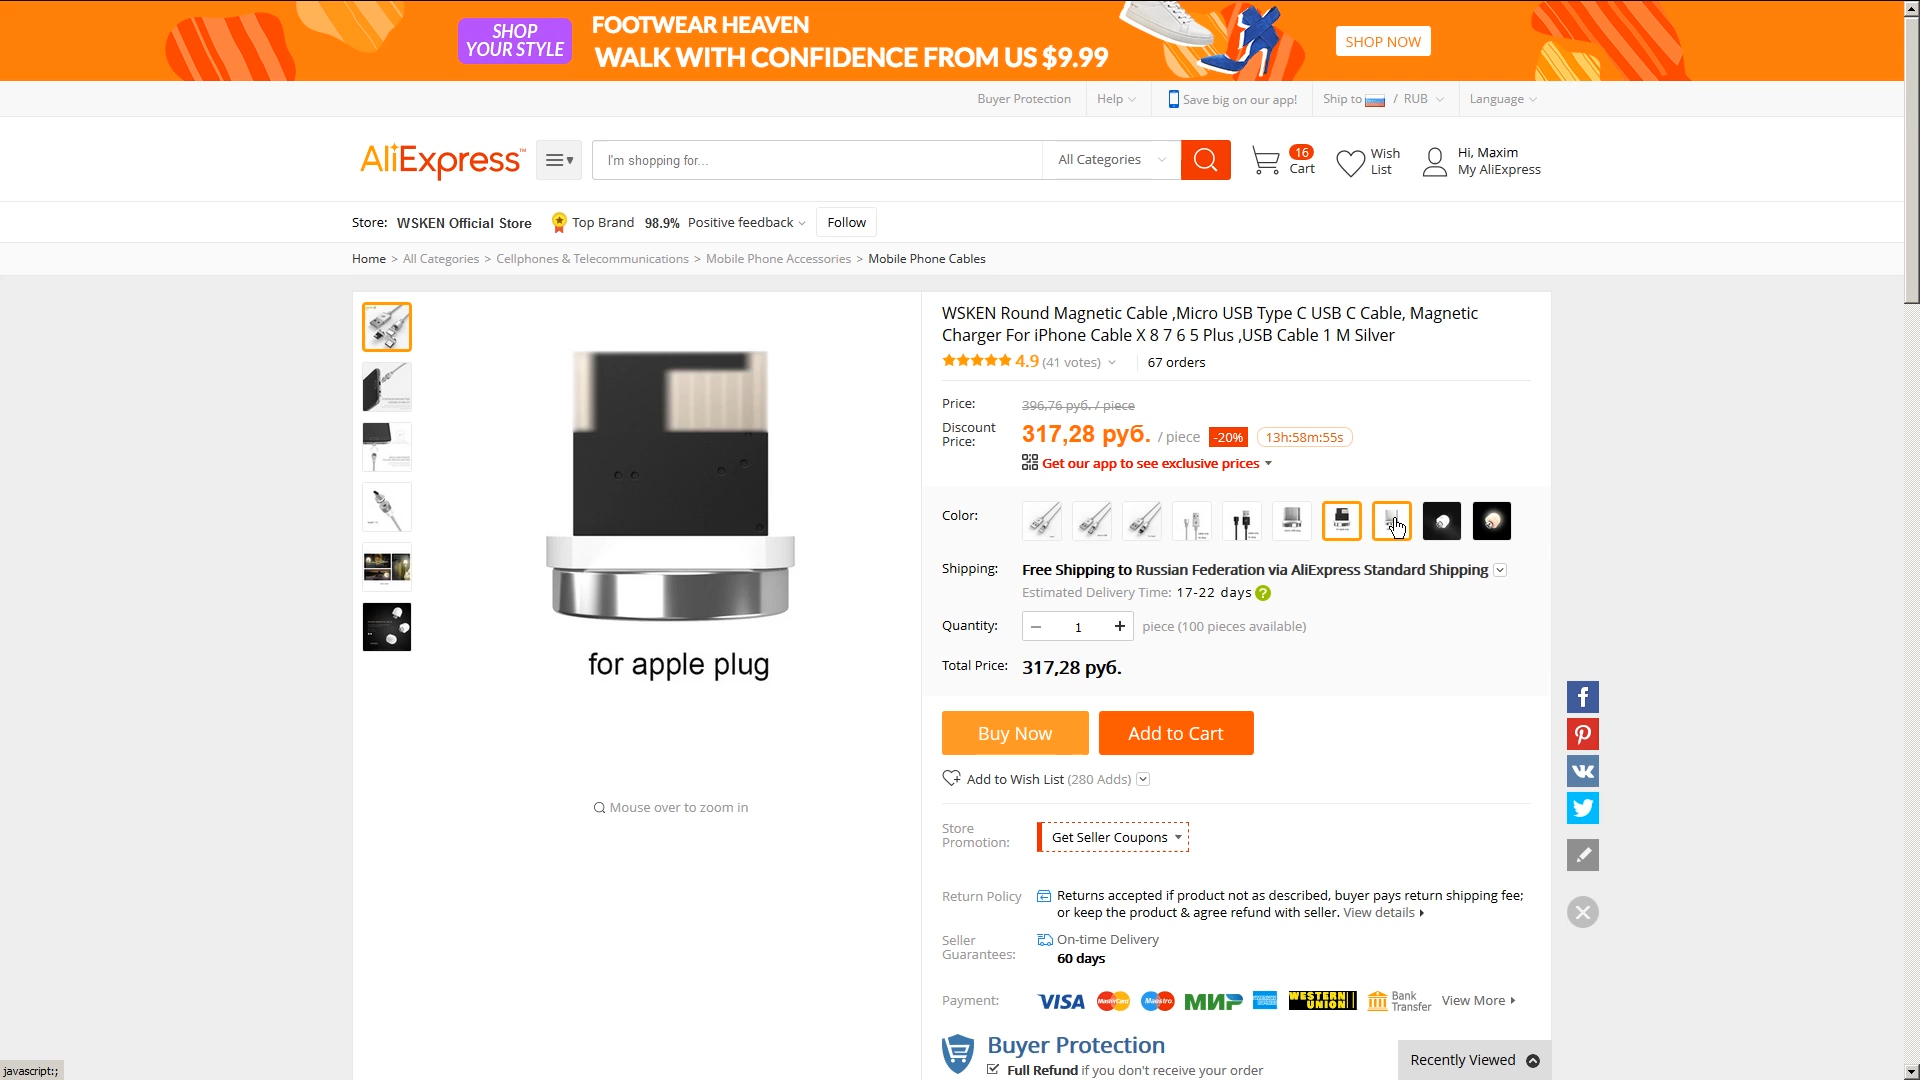 SHOP
YOUR STYLE
FOOTWEAR HEAVEN
WALK WITH CONFIDENCE FROM US $9.99
SHOP NOW
Buyer Protection
Help
Save big on our app!
Ship to / RUB
Language
AliExpress™
I'm shopping for...
All Categories
16
Cart
Wish
List
Hi, Maxim
My AliExpress
Store: WSKEN Official Store Top Brand 98.9% Positive feedback Follow
Home > All Categories > Cellphones & Telecommunications > Mobile Phone Accessories > Mobile Phone Cables
for apple plug
Mouse over to zoom in
WSKEN Round Magnetic Cable ,Micro USB Type C USB C Cable, Magnetic
Charger For iPhone Cable X 8 7 6 5 Plus ,USB Cable 1 M Silver
4.9 (41 votes) 67 orders
Price: 396,76 руб. / piece
Discount
Price:
317,28 руб. / piece -20% 13h:58m:55s
Get our app to see exclusive prices
Color:
Shipping: Free Shipping to Russian Federation via AliExpress Standard Shipping
Estimated Delivery Time: 17-22 days ?
Quantity: − 1 + piece (100 pieces available)
Total Price: 317,28 руб.
Buy Now
Add to Cart
Add to Wish List (280 Adds)
Store
Promotion:
Get Seller Coupons
Return Policy
Returns accepted if product not as described, buyer pays return shipping fee;
or keep the product & agree refund with seller. View details
Seller
Guarantees:
On-time Delivery
60 days
Payment: VISA MasterCard Maestro МИР WESTERN UNION Bank Transfer View More
Buyer Protection
Full Refund if you don't receive your order
Recently Viewed
javascript:;